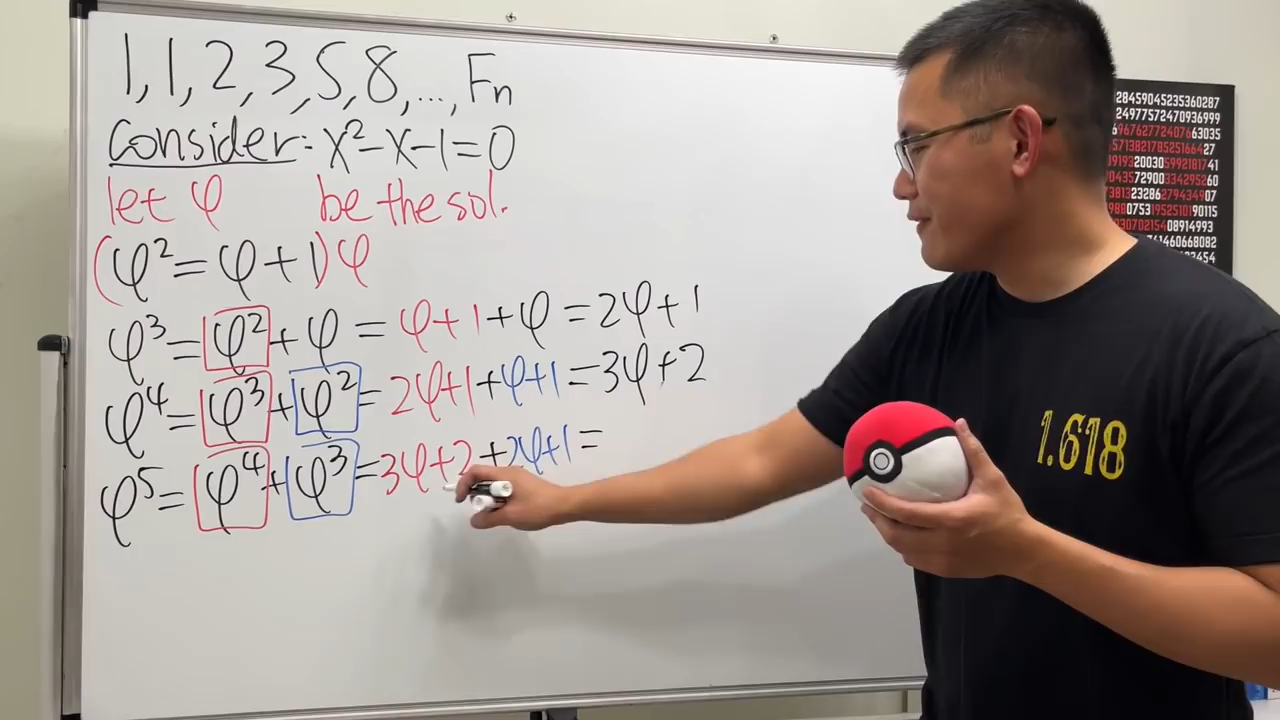 1, 1, 2, 3, 5, 8, ..., Fn
Consider: x²-x-1=0
let φ be the sol.
(φ²=φ+1)φ
φ³=φ²+φ=φ+1+φ=2φ+1
φ⁴=φ³+φ²=2φ+1+φ+1=3φ+2
φ⁵=φ⁴+φ³=3φ+2+2φ+1=
1.618